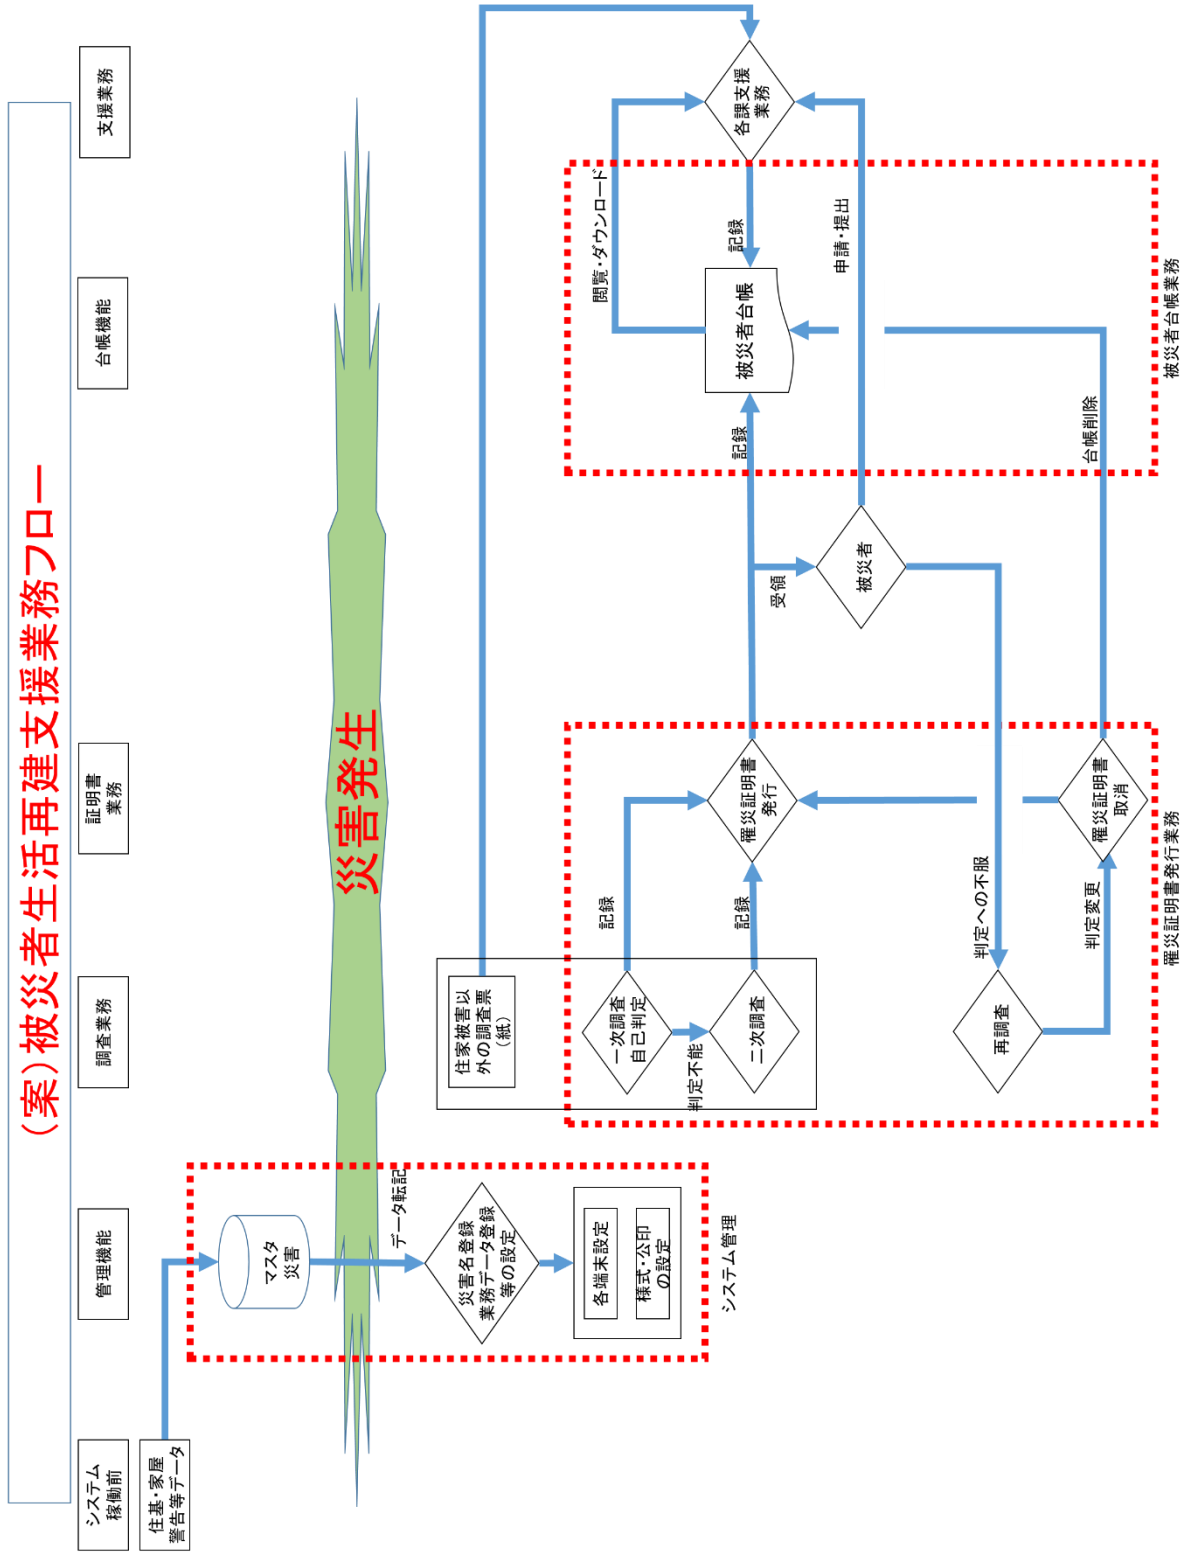 (案)被災者生活再建支援業務フロー
システム
稼働前
管理機能
調査業務
証明書
業務
台帳機能
支援業務
住基・家屋
警告等データ
マスタ
災害
災害発生
データ転記
災害名登録
業務データ登録
等の設定
各端末設定
様式・公印
の設定
システム管理
住家被害以
外の調査票
(紙)
一次調査
自己判定
判定不能
二次調査
記録
記録
罹災証明書
発行
再調査
判定への不服
判定変更
罹災証明書
取消
罹災証明書発行業務
受領
被災者
記録
被災者台帳
閲覧・ダウンロード
記録
申請・提出
台帳削除
被災者台帳業務
各課支援
業務